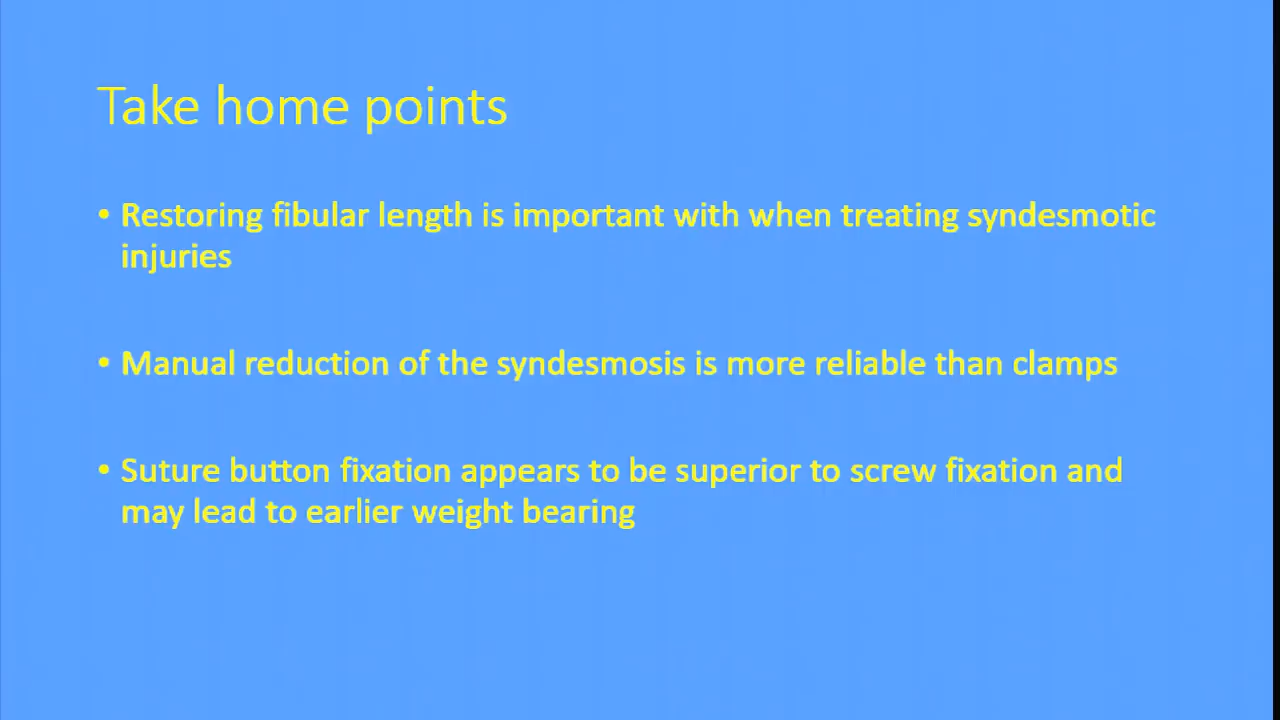 Take home points
• Restoring fibular length is important with when treating syndesmotic
injuries
• Manual reduction of the syndesmosis is more reliable than clamps
• Suture button fixation appears to be superior to screw fixation and
may lead to earlier weight bearing